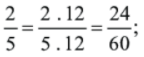 2/5 = 2 . 12 / 5 . 12 = 24/60;